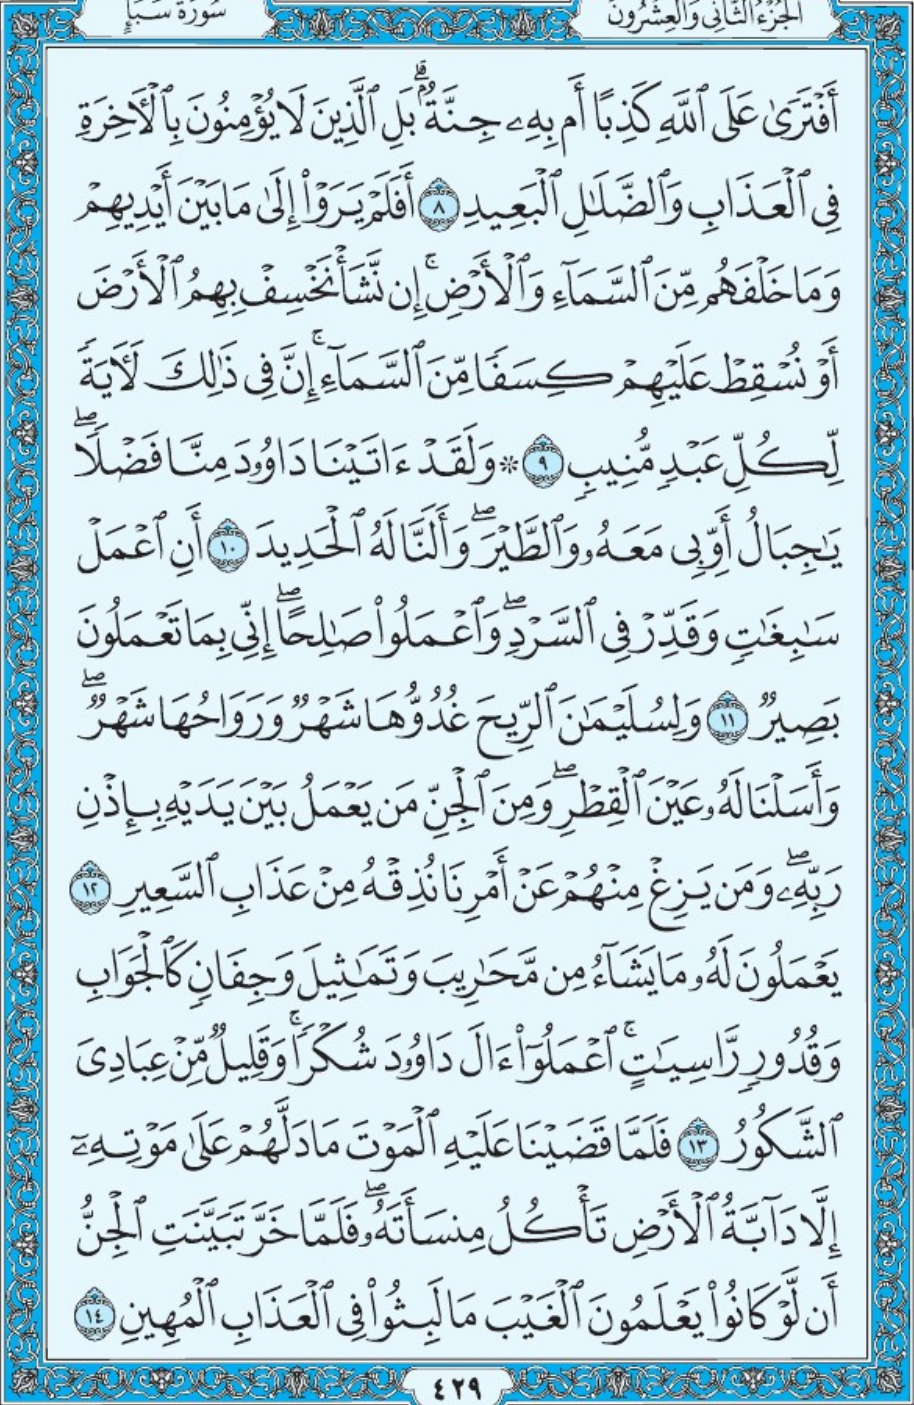 الجُزْءُ الثَّانِي وَالعِشْرُونَ
سُورَةُ سَبَإٍ
أَفْتَرَىٰ عَلَى ٱللَّهِ كَذِبًا أَم بِهِۦ جِنَّةُۢۗ بَلِ ٱلَّذِينَ لَا يُؤْمِنُونَ بِٱلْأٓخِرَةِ
فِى ٱلْعَذَابِ وَٱلضَّلَٰلِ ٱلْبَعِيدِ ٨ أَفَلَمْ يَرَوْا۟ إِلَىٰ مَا بَيْنَ أَيْدِيهِمْ
وَمَا خَلْفَهُم مِّنَ ٱلسَّمَآءِ وَٱلْأَرْضِۚ إِن نَّشَأْ نَخْسِفْ بِهِمُ ٱلْأَرْضَ
أَوْ نُسْقِطْ عَلَيْهِمْ كِسَفًا مِّنَ ٱلسَّمَآءِۚ إِنَّ فِى ذَٰلِكَ لَأٓيَةً
لِّكُلِّ عَبْدٍ مُّنِيبٍ ٩ ۞ وَلَقَدْ ءَاتَيْنَا دَاوُۥدَ مِنَّا فَضْلًاۖ
يَٰجِبَالُ أَوِّبِى مَعَهُۥ وَٱلطَّيْرَۖ وَأَلَنَّا لَهُ ٱلْحَدِيدَ ١٠ أَنِ ٱعْمَلْ
سَٰبِغَٰتٍ وَقَدِّرْ فِى ٱلسَّرْدِۖ وَٱعْمَلُوا۟ صَٰلِحًاۖ إِنِّى بِمَا تَعْمَلُونَ
بَصِيرٌ ١١ وَلِسُلَيْمَٰنَ ٱلرِّيحَ غُدُوُّهَا شَهْرٌ وَرَوَاحُهَا شَهْرٌۖ
وَأَسَلْنَا لَهُۥ عَيْنَ ٱلْقِطْرِۖ وَمِنَ ٱلْجِنِّ مَن يَعْمَلُ بَيْنَ يَدَيْهِ بِإِذْنِ
رَبِّهِۦۖ وَمَن يَزِغْ مِنْهُمْ عَنْ أَمْرِنَا نُذِقْهُ مِنْ عَذَابِ ٱلسَّعِيرِ ١٢
يَعْمَلُونَ لَهُۥ مَا يَشَآءُ مِن مَّحَٰرِيبَ وَتَمَٰثِيلَ وَجِفَانٍ كَٱلْجَوَابِ
وَقُدُورٍ رَّاسِيَٰتٍۚ ٱعْمَلُوٓا۟ ءَالَ دَاوُۥدَ شُكْرًاۚ وَقَلِيلٌ مِّنْ عِبَادِىَ
ٱلشَّكُورُ ١٣ فَلَمَّا قَضَيْنَا عَلَيْهِ ٱلْمَوْتَ مَا دَلَّهُمْ عَلَىٰ مَوْتِهِۦٓ
إِلَّا دَآبَّةُ ٱلْأَرْضِ تَأْكُلُ مِنسَأَتَهُۥۖ فَلَمَّا خَرَّ تَبَيَّنَتِ ٱلْجِنُّ
أَن لَّوْ كَانُوا۟ يَعْلَمُونَ ٱلْغَيْبَ مَا لَبِثُوا۟ فِى ٱلْعَذَابِ ٱلْمُهِينِ ١٤
٤٢٩